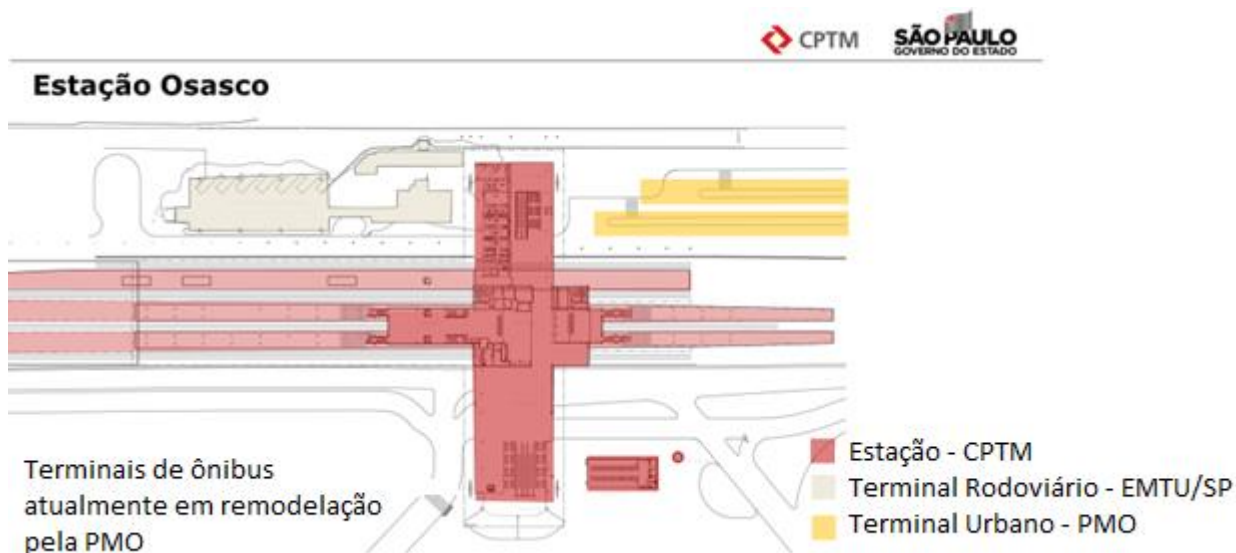 CPTM
SÃO PAULO
GOVERNO DO ESTADO
Estação Osasco
Terminais de ônibus
atualmente em remodelação
pela PMO
Estação - CPTM
Terminal Rodoviário - EMTU/SP
Terminal Urbano - PMO